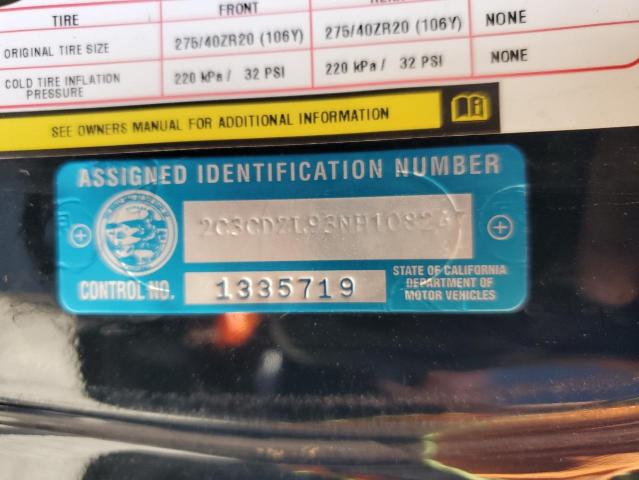 TIRE FRONT
ORIGINAL TIRE SIZE 275/40ZR20 (106Y) 275/40ZR20 (106Y) NONE
COLD TIRE INFLATION PRESSURE 220 kPa / 32 PSI 220 kPa / 32 PSI NONE
SEE OWNERS MANUAL FOR ADDITIONAL INFORMATION
ASSIGNED IDENTIFICATION NUMBER
CONTROL NO. 1335719
STATE OF CALIFORNIA
DEPARTMENT OF
MOTOR VEHICLES